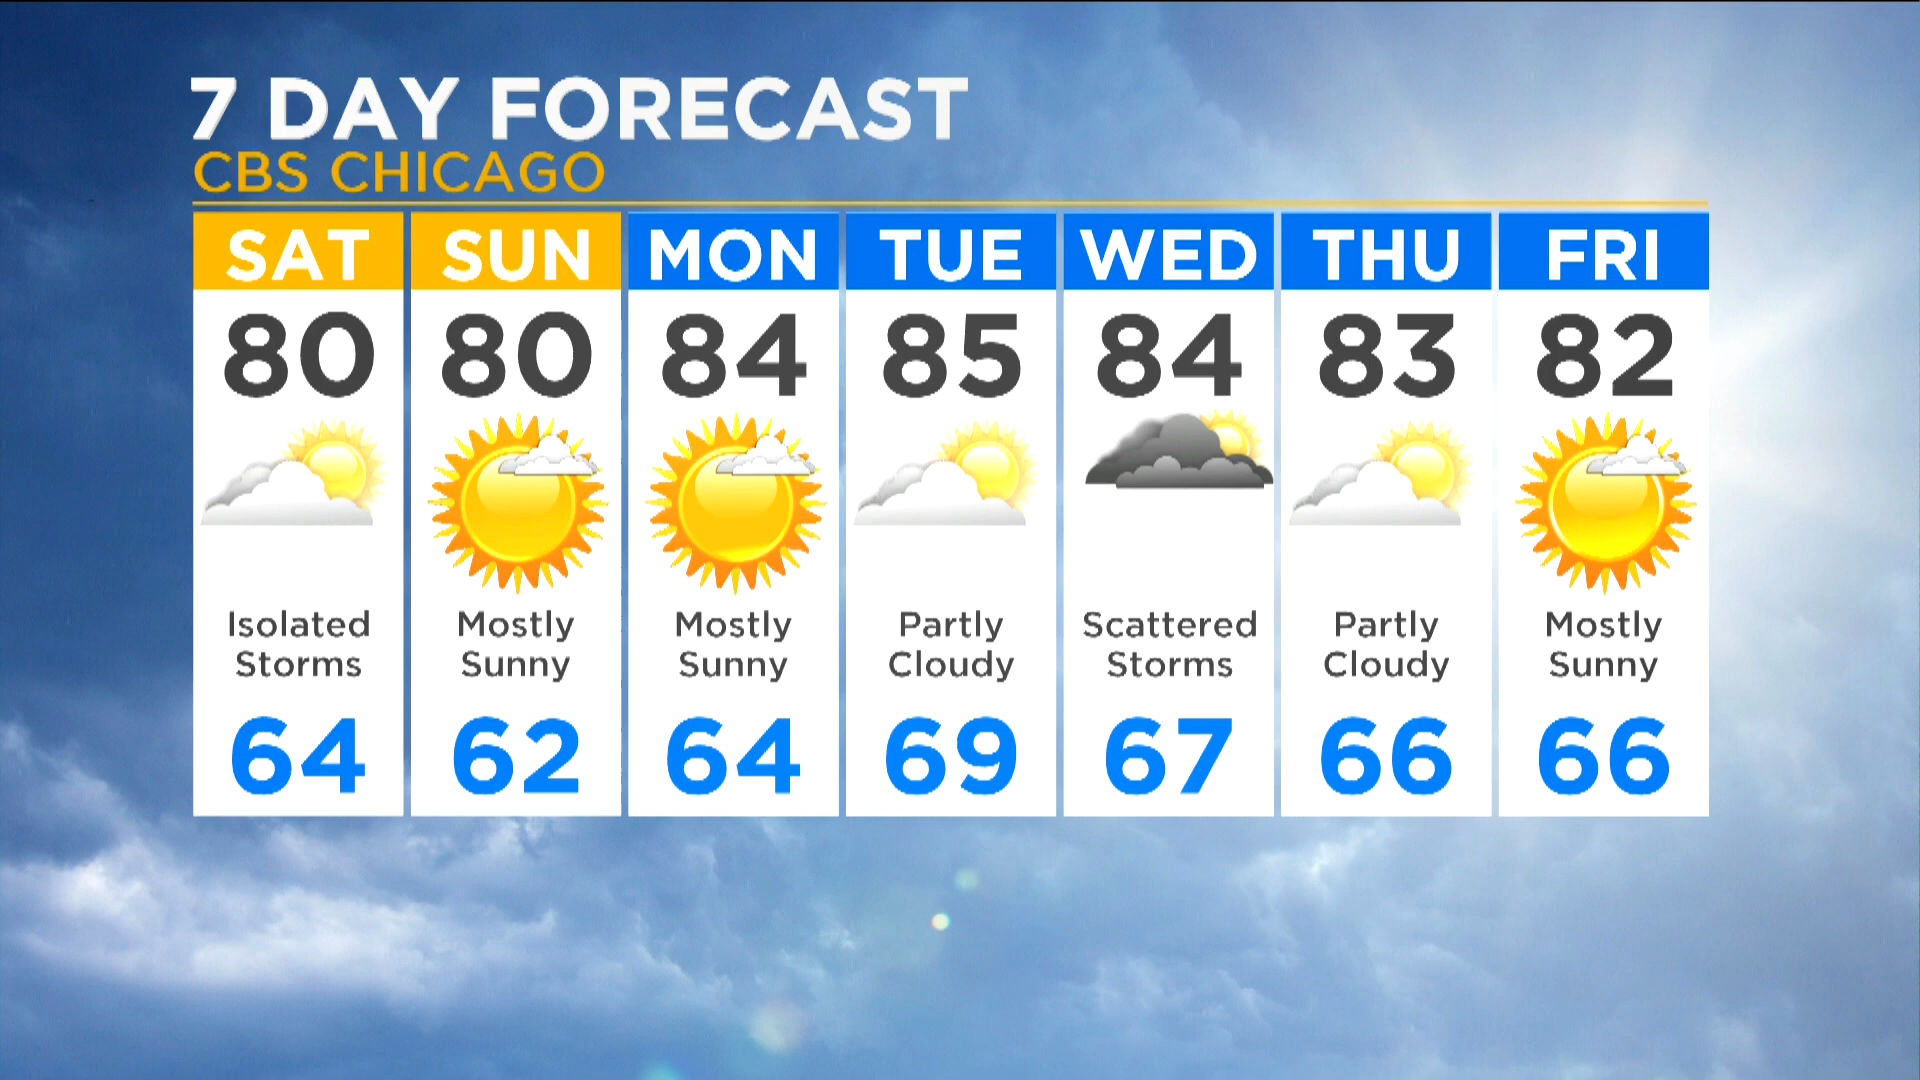 7 DAY FORECAST
CBS CHICAGO
SAT SUN MON TUE WED THU FRI
80 80 84 85 84 83 82
Isolated Mostly Mostly Partly Scattered Partly Mostly
Storms Sunny Sunny Cloudy Storms Cloudy Sunny
64 62 64 69 67 66 66